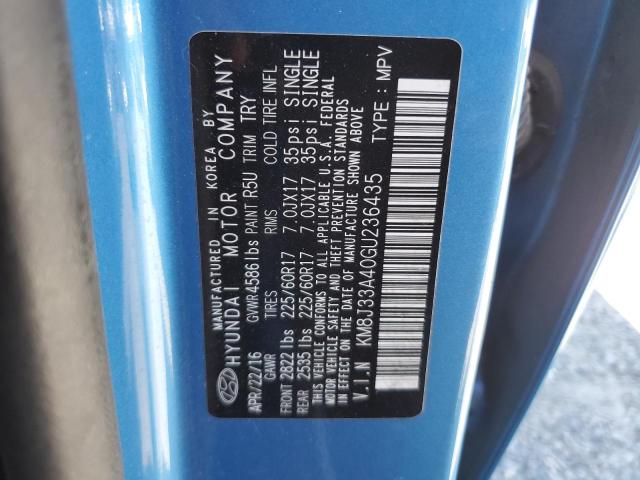 MANUFACTURED IN KOREA BY
HYUNDAI MOTOR COMPANY
APR/22/16 GVWR4586lbs PAINT R5U TRIM TRY
GAWR TIRES RIMS COLD TIRE INFL
FRONT 2822lbs 225/60R17 7.0JX17 35psi SINGLE
REAR 2535lbs 225/60R17 7.0JX17 35psi SINGLE
THIS VEHICLE CONFORMS TO ALL APPLICABLE U.S.A. FEDERAL
MOTOR VEHICLE SAFETY AND THEFT PREVENTION STANDARDS
IN EFFECT ON THE DATE OF MANUFACTURE SHOWN ABOVE
V.I.N KM8J33A40GU236435 TYPE : MPV